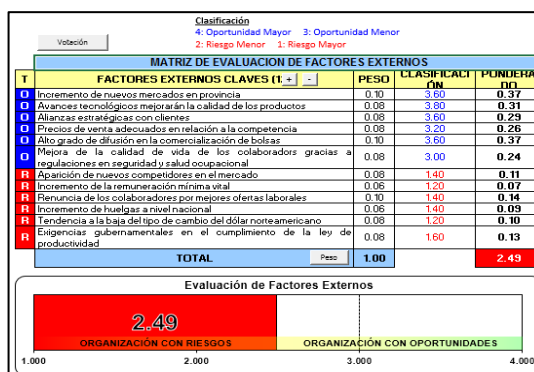 Clasificación
4: Oportunidad Mayor 3: Oportunidad Menor
2: Riesgo Menor 1: Riesgo Mayor
Votación
MATRIZ DE EVALUACION DE FACTORES EXTERNOS
T FACTORES EXTERNOS CLAVES (12 + - PESO CLASIFICACIÓN PONDERADO
O Incremento de nuevos mercados en provincia 0.10 3.60 0.37
O Avances tecnológicos mejorarán la calidad de los productos 0.08 3.80 0.31
O Alianzas estratégicas con clientes 0.08 3.60 0.29
O Precios de venta adecuados en relación a la competencia 0.08 3.20 0.26
O Alto grado de difusión en la comercialización de bolsas 0.10 3.60 0.37
O Mejora de la calidad de vida de los colaboradors gracias a
regulaciones en seguridad y salud ocupacional 0.08 3.00 0.24
R Aparición de nuevos competidores en el mercado 0.08 1.40 0.11
R Incremento de la remuneración mínima vital 0.06 1.20 0.07
R Renuncia de los colaboradores por mejores ofertas laborales 0.10 1.40 0.14
R Incremento de huelgas a nivel nacional 0.06 1.40 0.09
R Tendencia a la baja del tipo de cambio del dólar norteamericano 0.08 1.20 0.10
R Exigencias gubernamentales en el cumplimiento de la ley de
productividad 0.08 1.60 0.13
TOTAL Peso 1.00 2.49
Evaluación de Factores Externos
2.49
ORGANIZACIÓN CON RIESGOS ORGANIZACIÓN CON OPORTUNIDADES
1.000 2.000 3.000 4.000